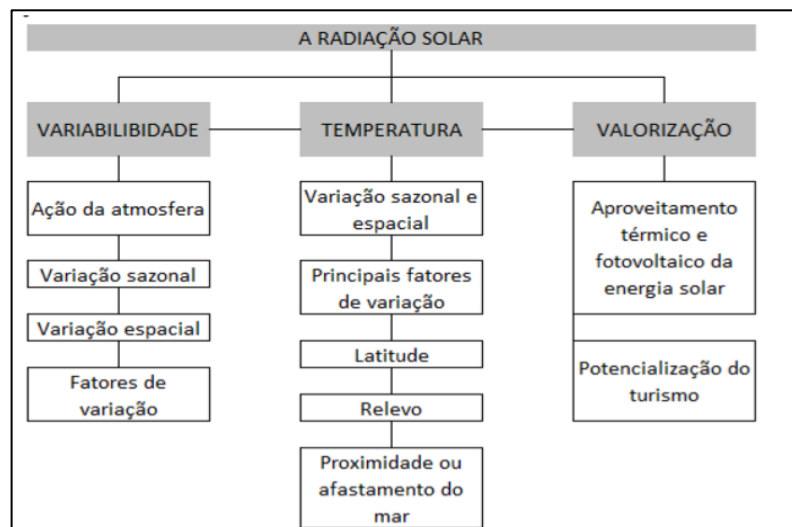 A RADIAÇÃO SOLAR
VARIABILIBIDADE
TEMPERATURA
VALORIZAÇÃO
Ação da atmosfera
Variação sazonal
Variação espacial
Fatores de
variação
Variação sazonal e
espacial
Principais fatores
de variação
Latitude
Relevo
Proximidade ou
afastamento do
mar
Aproveitamento
térmico e
fotovoltaico da
energia solar
Potencialização do
turismo